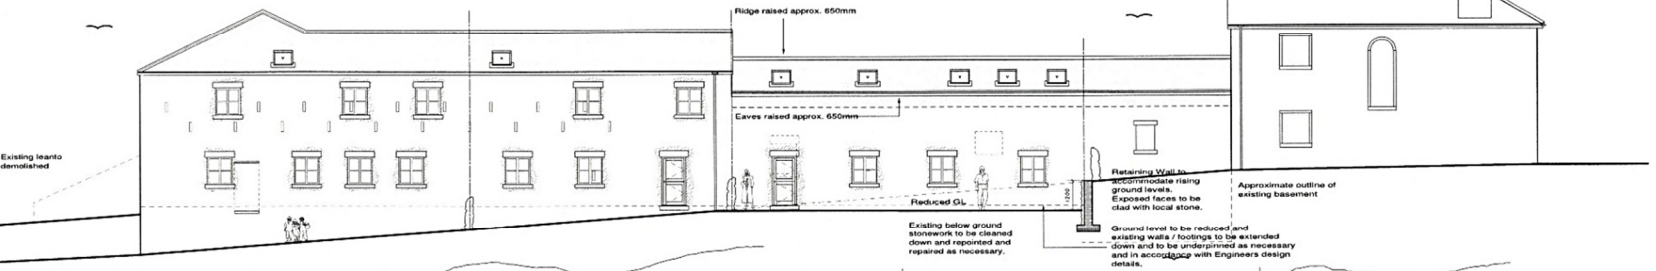 Ridge raised approx. 650mm
Eaves raised approx. 650mm
Existing leanto
demolished
Reduced GL
1200
Existing below ground
stonework to be cleaned
down and repointed and
repaired as necessary.
Retaining Wall to
accommodate rising
ground levels.
Exposed faces to be
clad with local stone.
Approximate outline of
existing basement
Ground level to be reduced and
existing walls / footings to be extended
down and to be underpinned as necessary
and in accordance with Engineers design
details.